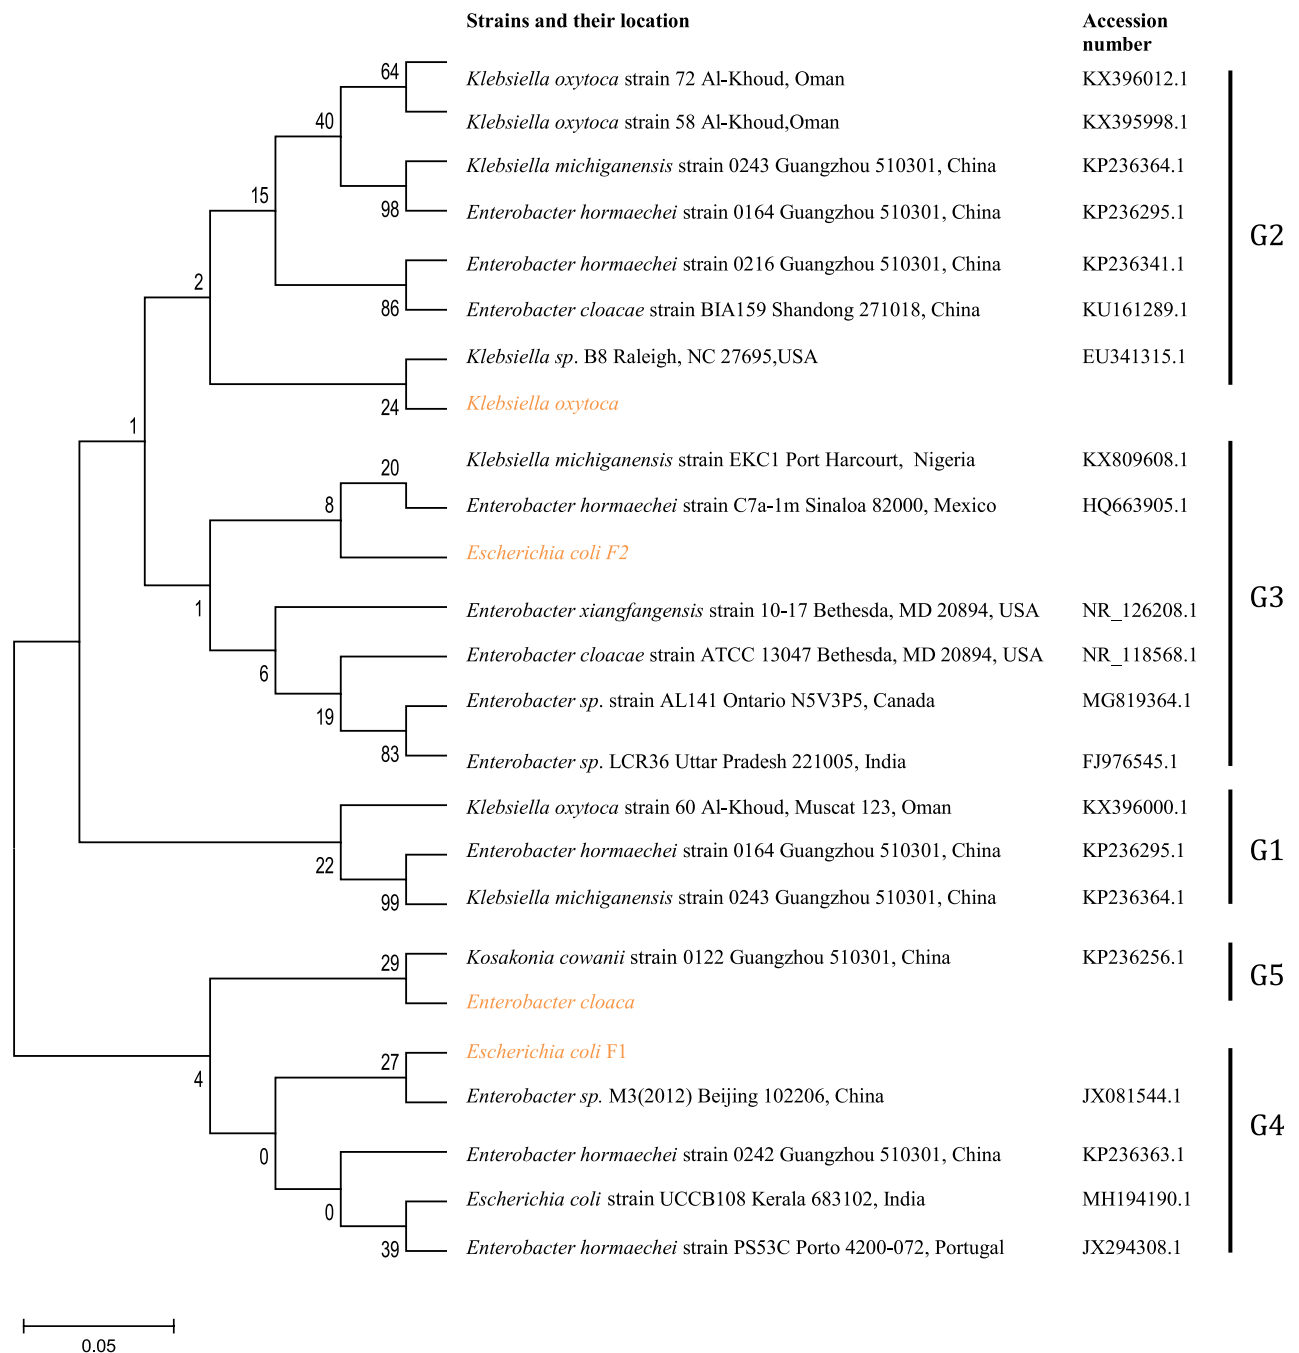 Strains and their location Accession number
64 Klebsiella oxytoca strain 72 Al-Khoud, Oman KX396012.1
40 Klebsiella oxytoca strain 58 Al-Khoud,Oman KX395998.1
Klebsiella michiganensis strain 0243 Guangzhou 510301, China KP236364.1
15 98 Enterobacter hormaechei strain 0164 Guangzhou 510301, China KP236295.1
G2
2 Enterobacter hormaechei strain 0216 Guangzhou 510301, China KP236341.1
86 Enterobacter cloacae strain BIA159 Shandong 271018, China KU161289.1
Klebsiella sp. B8 Raleigh, NC 27695,USA EU341315.1
24 Klebsiella oxytoca
1
20 Klebsiella michiganensis strain EKC1 Port Harcourt, Nigeria KX809608.1
8 Enterobacter hormaechei strain C7a-1m Sinaloa 82000, Mexico HQ663905.1
Escherichia coli F2
G3
1 Enterobacter xiangfangensis strain 10-17 Bethesda, MD 20894, USA NR_126208.1
6 Enterobacter cloacae strain ATCC 13047 Bethesda, MD 20894, USA NR_118568.1
19 Enterobacter sp. strain AL141 Ontario N5V3P5, Canada MG819364.1
83 Enterobacter sp. LCR36 Uttar Pradesh 221005, India FJ976545.1
Klebsiella oxytoca strain 60 Al-Khoud, Muscat 123, Oman KX396000.1
22 Enterobacter hormaechei strain 0164 Guangzhou 510301, China KP236295.1 G1
99 Klebsiella michiganensis strain 0243 Guangzhou 510301, China KP236364.1
29 Kosakonia cowanii strain 0122 Guangzhou 510301, China KP236256.1
G5
Enterobacter cloaca
27 Escherichia coli F1
4 Enterobacter sp. M3(2012) Beijing 102206, China JX081544.1
G4
0 Enterobacter hormaechei strain 0242 Guangzhou 510301, China KP236363.1
0 Escherichia coli strain UCCB108 Kerala 683102, India MH194190.1
39 Enterobacter hormaechei strain PS53C Porto 4200-072, Portugal JX294308.1
0.05